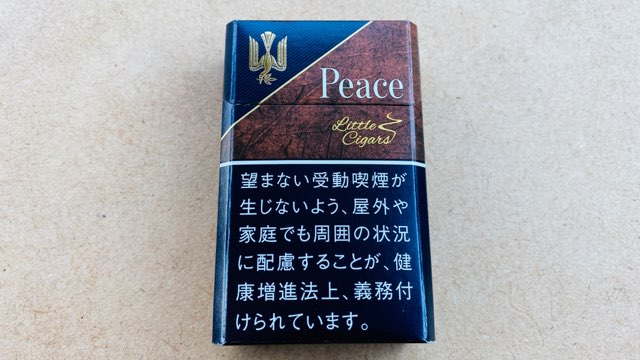 Peace
Little
Cigars
望まない受動喫煙が
生じないよう、屋外や
家庭でも周囲の状況
に配慮することが、健
康増進法上、義務付
けられています。